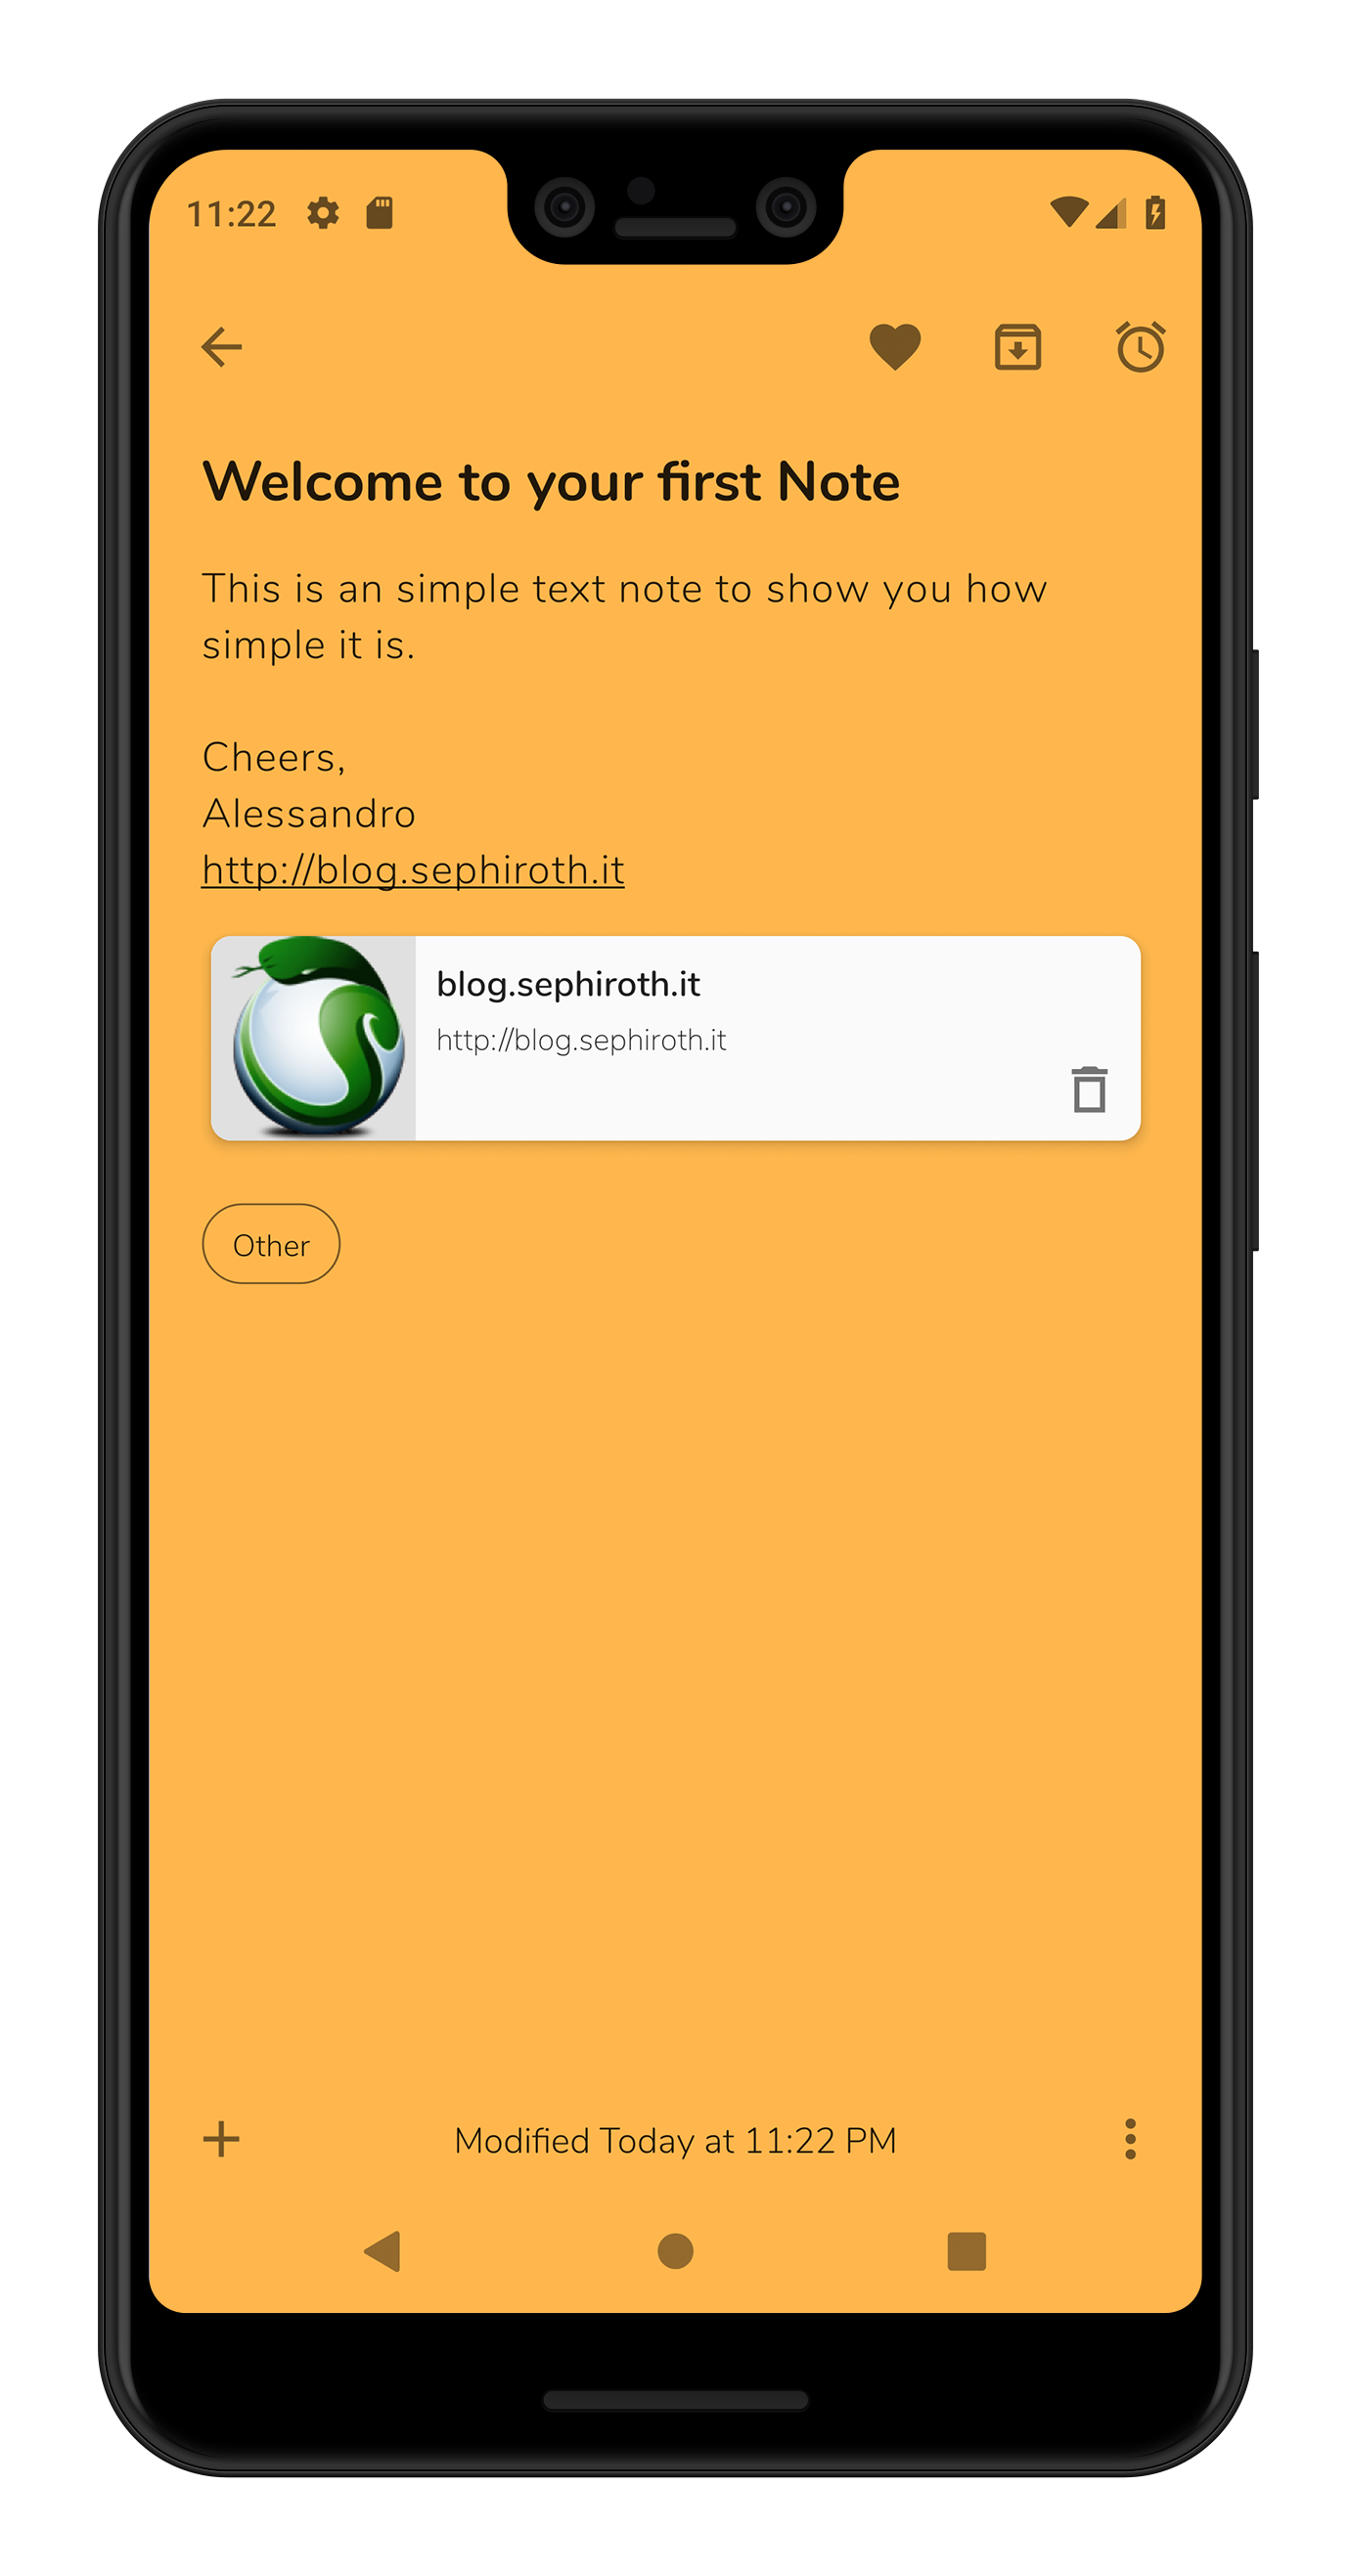 11:22
Welcome to your first Note
This is an simple text note to show you how
simple it is.
Cheers,
Alessandro
http://blog.sephiroth.it
blog.sephiroth.it
http://blog.sephiroth.it
Other
Modified Today at 11:22 PM